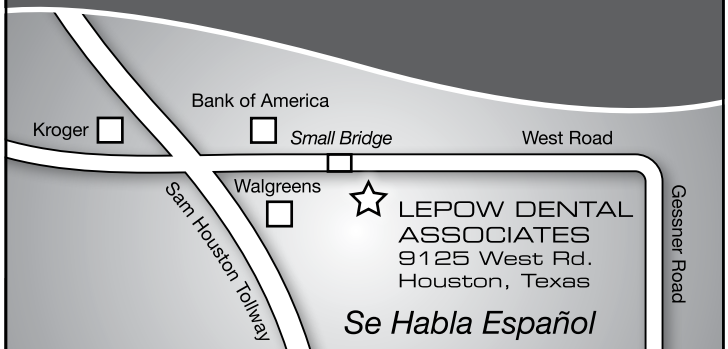 Bank of America
Kroger
Small Bridge
West Road
Walgreens
Sam Houston Tollway
Gessner Road
LEPOW DENTAL
ASSOCIATES
9125 West Rd.
Houston, Texas
Se Habla Español